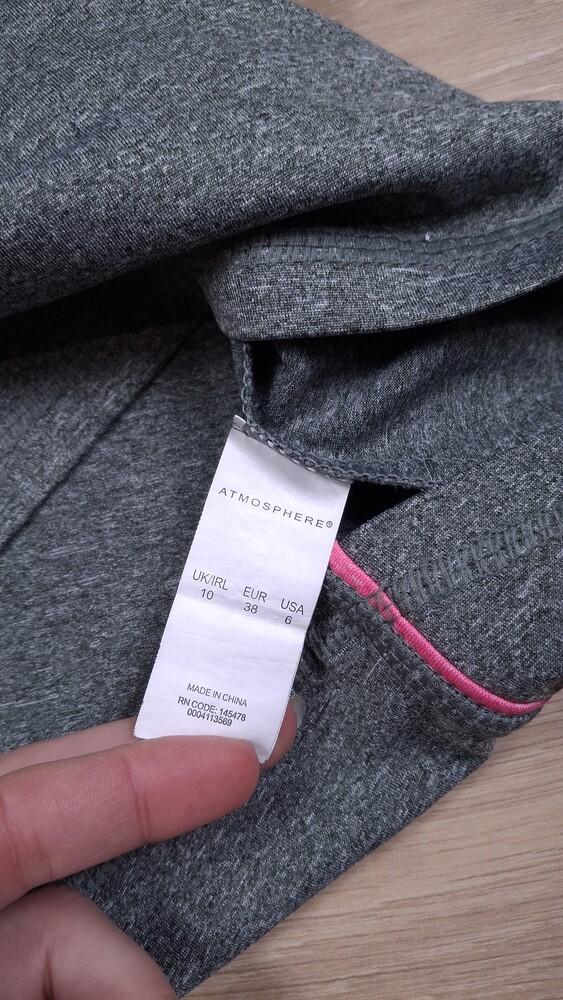 ATMOSPHERE®
UK/IRL EUR USA
10 38 6
MADE IN CHINA
RN CODE: 145478
0004113569